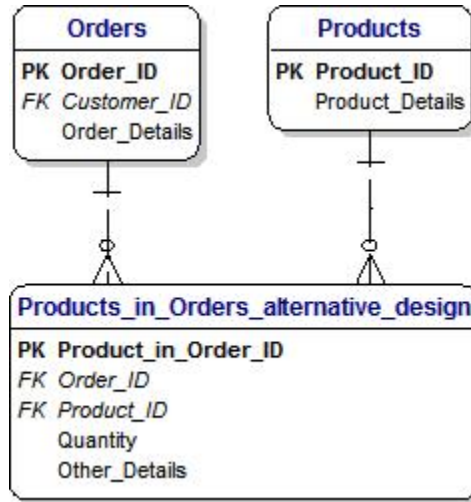 Orders
PK Order_ID
FK Customer_ID
Order_Details
Products
PK Product_ID
Product_Details
Products_in_Orders_alternative_design
PK Product_in_Order_ID
FK Order_ID
FK Product_ID
Quantity
Other_Details